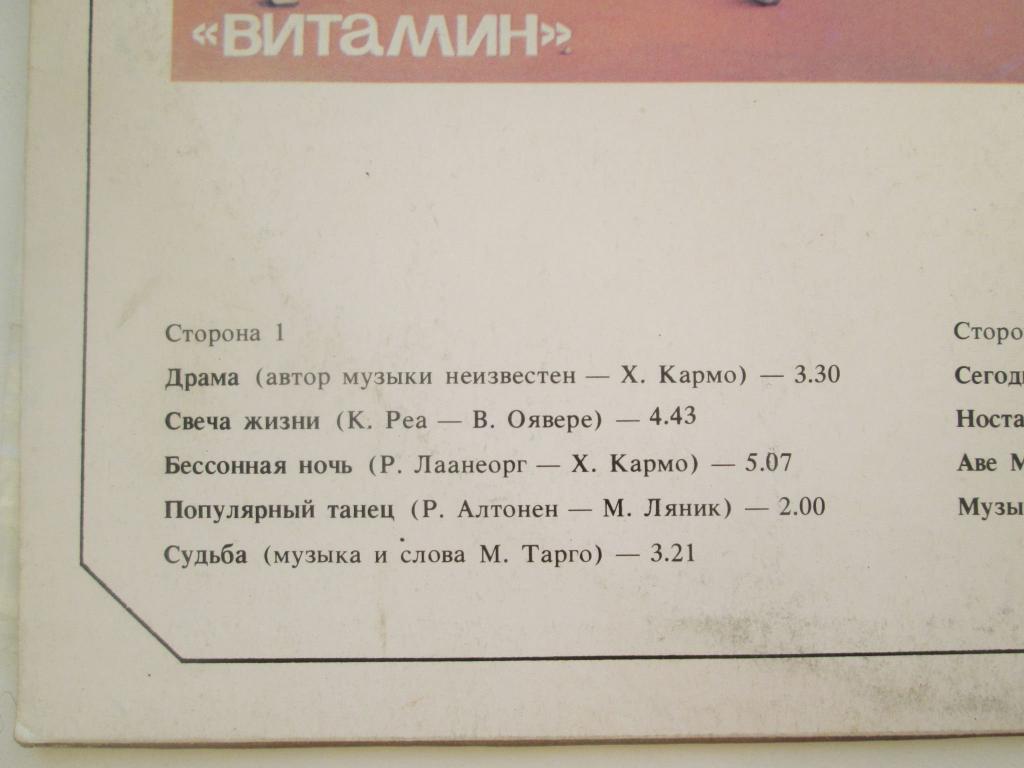 «ВИТАМИН»
Сторона 1
Драма (автор музыки неизвестен — Х. Кармо) — 3.30
Свеча жизни (К. Реа — В. Оявере) — 4.43
Бессонная ночь (Р. Лаанеорг — Х. Кармо) — 5.07
Популярный танец (Р. Алтонен — М. Ляник) — 2.00
Судьба (музыка и слова М. Тарго) — 3.21
Аве